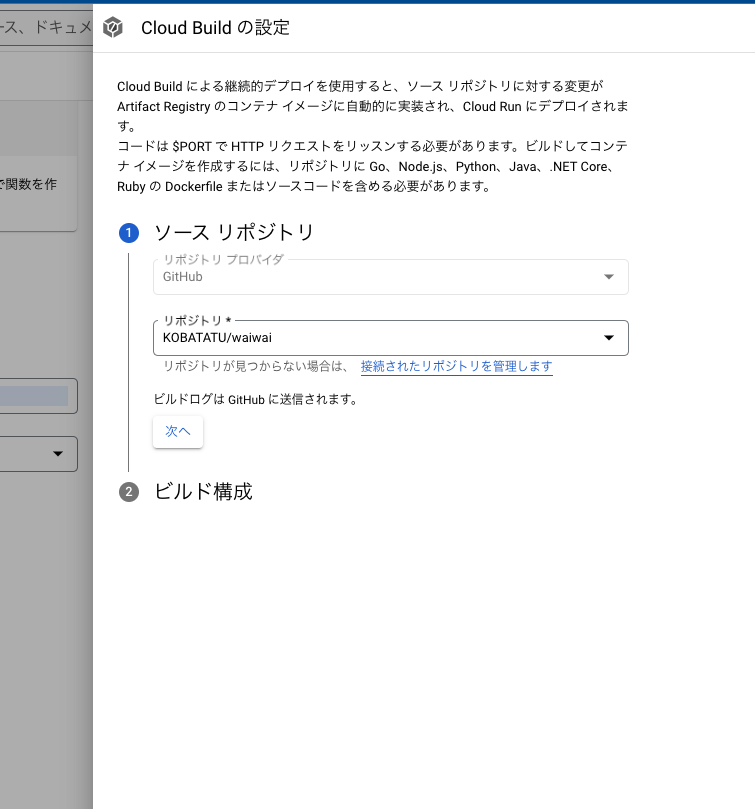 ース、ドキュメ
Cloud Build の設定
で関数を作
Cloud Build による継続的デプロイを使用すると、ソース リポジトリに対する変更が
Artifact Registry のコンテナ イメージに自動的に実装され、Cloud Run にデプロイされま
す。
コードは $PORT で HTTP リクエストをリッスンする必要があります。ビルドしてコンテ
ナ イメージを作成するには、リポジトリに Go、Node.js、Python、Java、.NET Core、
Ruby の Dockerfile またはソースコードを含める必要があります。
1 ソース リポジトリ
リポジトリ プロバイダ
GitHub
リポジトリ *
KOBATATU/waiwai
リポジトリが見つからない場合は、 接続されたリポジトリを管理します
ビルドログは GitHub に送信されます。
次へ
2 ビルド構成